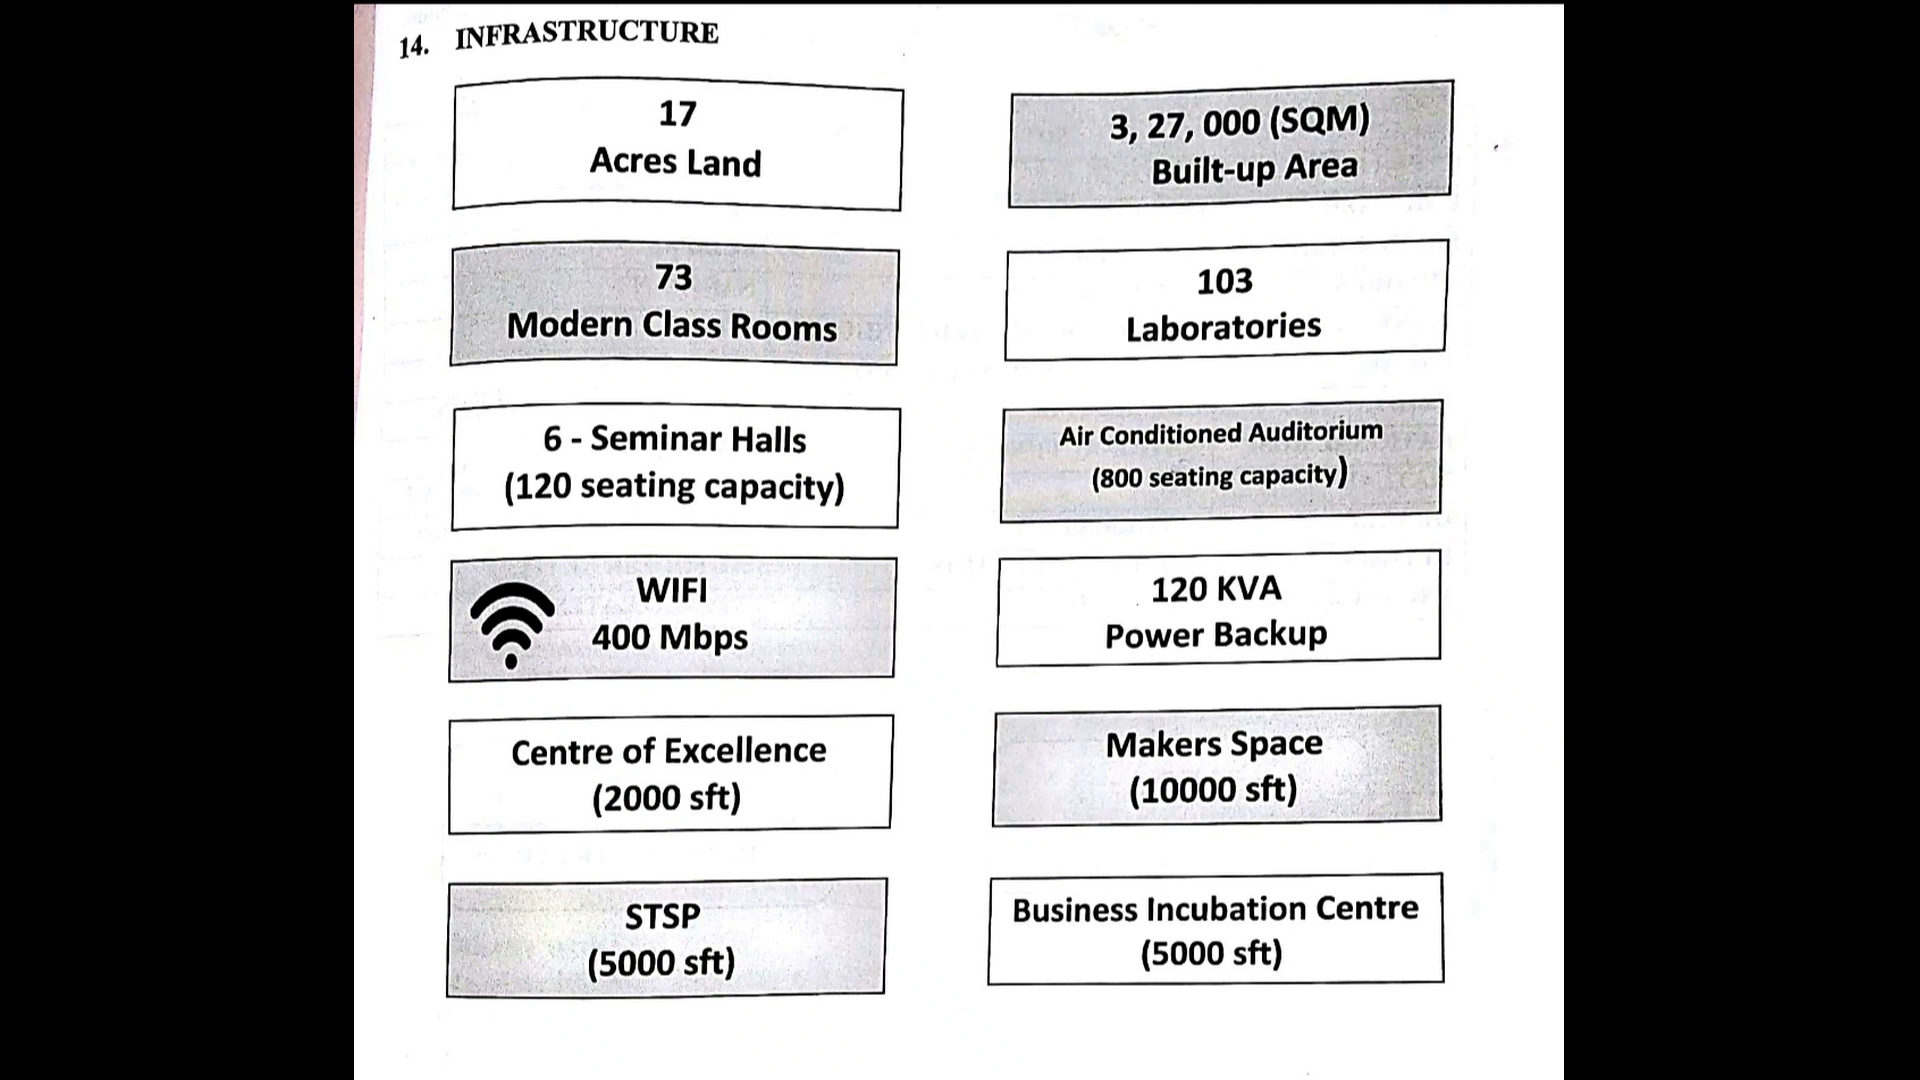 14. INFRASTRUCTURE
17
Acres Land
3, 27, 000 (SQM)
Built-up Area
73
Modern Class Rooms
103
Laboratories
6 - Seminar Halls
(120 seating capacity)
Air Conditioned Auditorium
(800 seating capacity)
WIFI
400 Mbps
120 KVA
Power Backup
Centre of Excellence
(2000 sft)
Makers Space
(10000 sft)
STSP
(5000 sft)
Business Incubation Centre
(5000 sft)